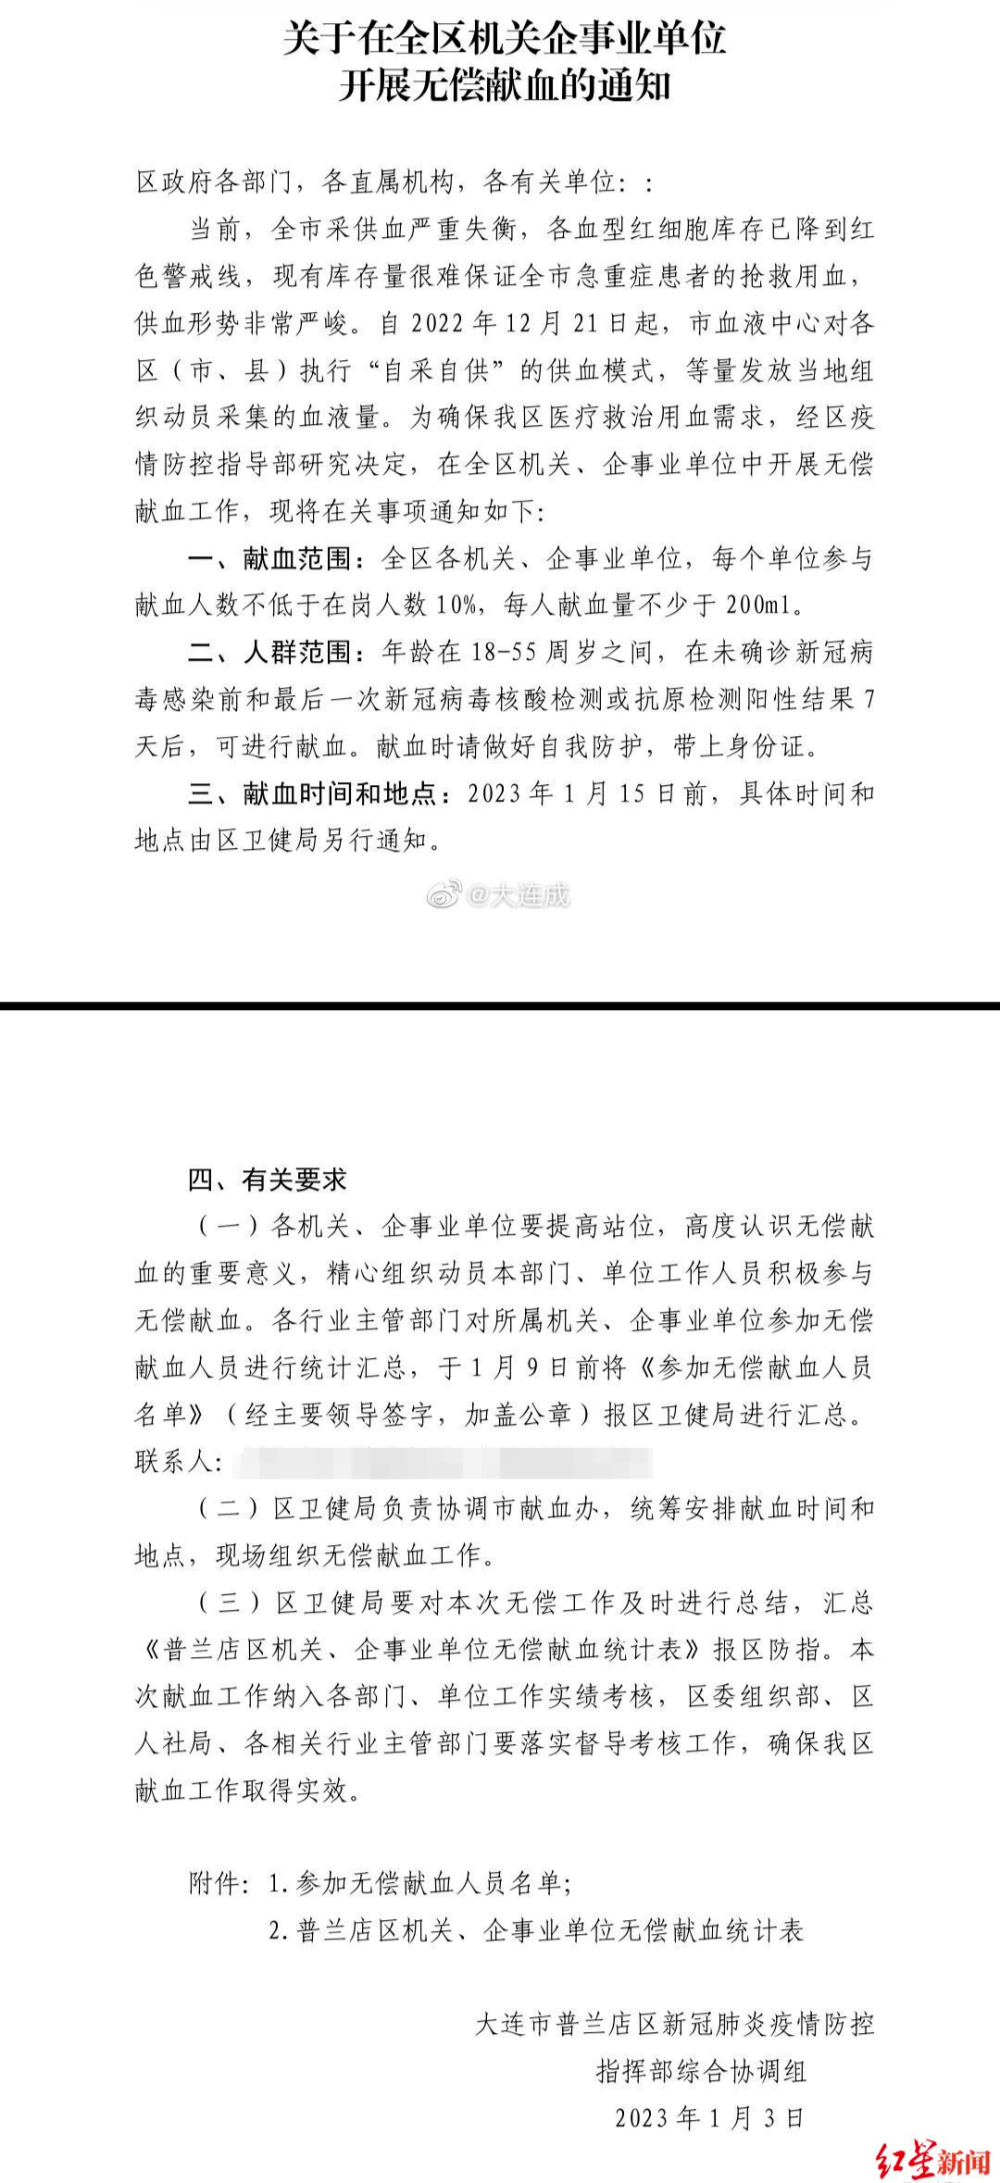 关于在全区机关企事业单位
开展无偿献血的通知
区政府各部门，各直属机构，各有关单位：：
当前，全市采供血严重失衡，各血型红细胞库存已降到红
色警戒线，现有库存量很难保证全市急重症患者的抢救用血，
供血形势非常严峻。自 2022 年 12 月 21 日起，市血液中心对各
区（市、县）执行“自采自供”的供血模式，等量发放当地组
织动员采集的血液量。为确保我区医疗救治用血需求，经区疫
情防控指导部研究决定，在全区机关、企事业单位中开展无偿
献血工作，现将在关事项通知如下：
一、献血范围：全区各机关、企事业单位，每个单位参与
献血人数不低于在岗人数 10%，每人献血量不少于 200ml。
二、人群范围：年龄在 18-55 周岁之间，在未确诊新冠病
毒感染前和最后一次新冠病毒核酸检测或抗原检测阳性结果 7
天后，可进行献血。献血时请做好自我防护，带上身份证。
三、献血时间和地点：2023 年 1 月 15 日前，具体时间和
地点由区卫健局另行通知。
@大连成
四、有关要求
（一）各机关、企事业单位要提高站位，高度认识无偿献
血的重要意义，精心组织动员本部门、单位工作人员积极参与
无偿献血。各行业主管部门对所属机关、企事业单位参加无偿
献血人员进行统计汇总，于 1 月 9 日前将《参加无偿献血人员
名单》（经主要领导签字，加盖公章）报区卫健局进行汇总。
联系人：
（二）区卫健局负责协调市献血办，统筹安排献血时间和
地点，现场组织无偿献血工作。
（三）区卫健局要对本次无偿工作及时进行总结，汇总
《普兰店区机关、企事业单位无偿献血统计表》报区防指。本
次献血工作纳入各部门、单位工作实绩考核，区委组织部、区
人社局、各相关行业主管部门要落实督导考核工作，确保我区
献血工作取得实效。
附件：1.参加无偿献血人员名单；
2.普兰店区机关、企事业单位无偿献血统计表
大连市普兰店区新冠肺炎疫情防控
指挥部综合协调组
2023 年 1 月 3 日
红星新闻